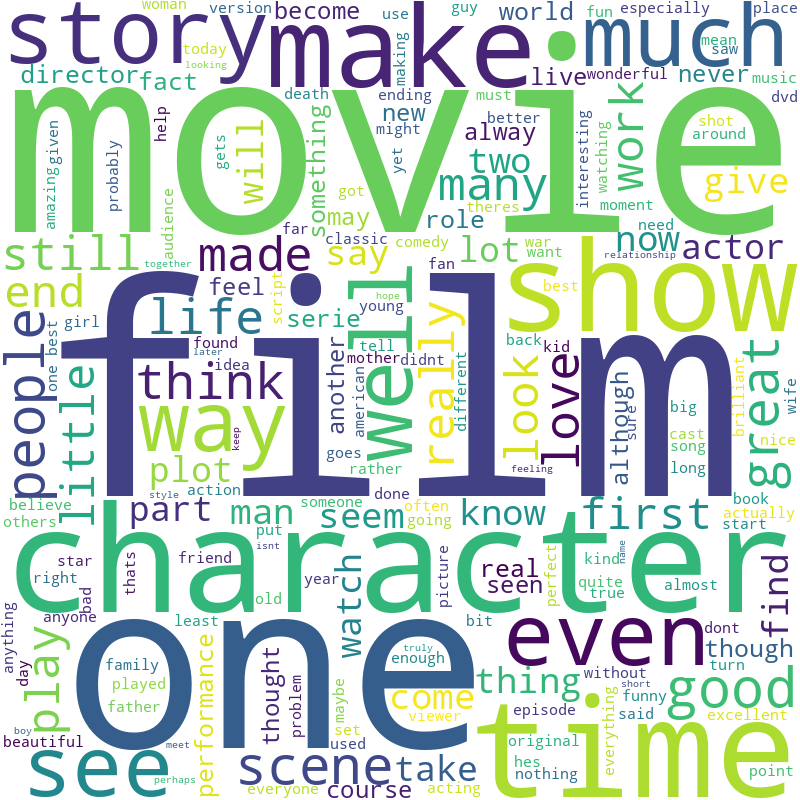 story
make
much
movie
woman
version
become
use
guy
world
fun
especially
place
today
looking
director
fact
making
live
wonderful
mean
saw
never
music
dvd
death
ending
must
help
new
better
alway
work
shot
around
amazing
given
probably
gets
will
something
might
yet
two
many
interesting
watching
give
got
may
role
theres
moment
need
now
actor
audience
far
classic
comedy
lot
war
want
relationship
still
together
made
say
fan
show
end
feel
script
hope
best
life
serie
young
well
really
girl
found
tell
back
kid
people
one best
later
idea
mother
didnt
film
little
think
another
american
different
look
love
although
sure
big
great
brilliant
wife
way
keep
goes
cast
song
nice
plot
rather
feeling
long
style
action
done
believe
others
part
man
someone
seem
often
going
know
first
book
actually
start
put
isnt
character
star
thats
friend
year
picture
real
seen
perfect
kind
quite
true
name
almost
find
right
bad
old
anything
day
anyone
least
watch
bit
even
dont
though
play
one
family
played
father
performance
thought
problem
truly
enough
thing
turn
without
short
good
come
maybe
set
viewer
episode
everything
funny
said
excellent
time
boy
beautiful
meet
used
original
hes
nothing
see
perhaps
scene
take
point
everyone
course
acting